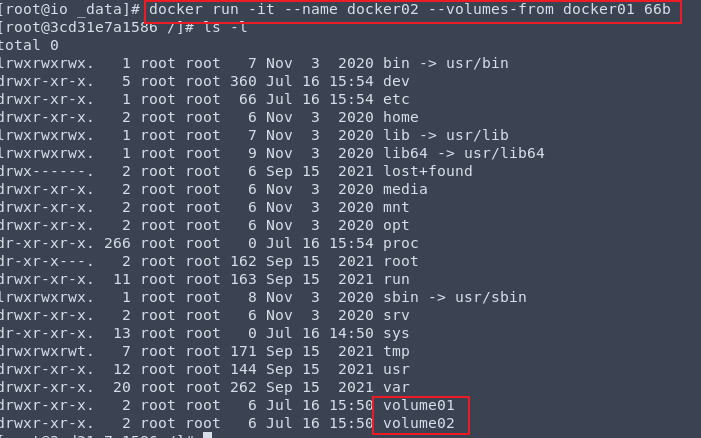 [root@io _data]# docker run -it --name docker02 --volumes-from docker01 66b
[root@3cd31e7a1586 /]# ls -l
total 0
lrwxrwxrwx.   1 root root   7 Nov  3  2020 bin -> usr/bin
drwxr-xr-x.   5 root root 360 Jul 16 15:54 dev
drwxr-xr-x.   1 root root  66 Jul 16 15:54 etc
drwxr-xr-x.   2 root root   6 Nov  3  2020 home
lrwxrwxrwx.   1 root root   7 Nov  3  2020 lib -> usr/lib
lrwxrwxrwx.   1 root root   9 Nov  3  2020 lib64 -> usr/lib64
drwx------.   2 root root   6 Sep 15  2021 lost+found
drwxr-xr-x.   2 root root   6 Nov  3  2020 media
drwxr-xr-x.   2 root root   6 Nov  3  2020 mnt
drwxr-xr-x.   2 root root   6 Nov  3  2020 opt
dr-xr-xr-x. 266 root root   0 Jul 16 15:54 proc
dr-xr-x---.   2 root root 162 Sep 15  2021 root
drwxr-xr-x.  11 root root 163 Sep 15  2021 run
lrwxrwxrwx.   1 root root   8 Nov  3  2020 sbin -> usr/sbin
drwxr-xr-x.   2 root root   6 Nov  3  2020 srv
dr-xr-xr-x.  13 root root   0 Jul 16 14:50 sys
drwxrwxrwt.   7 root root 171 Sep 15  2021 tmp
drwxr-xr-x.  12 root root 144 Sep 15  2021 usr
drwxr-xr-x.  20 root root 262 Sep 15  2021 var
drwxr-xr-x.   2 root root   6 Jul 16 15:50 volume01
drwxr-xr-x.   2 root root   6 Jul 16 15:50 volume02
[root@3cd31e7a1586 /]#